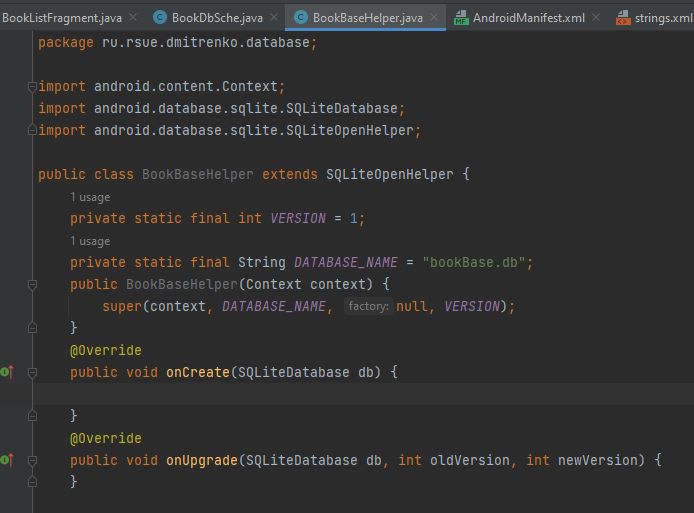 BookListFragment.java BookDbSche.java BookBaseHelper.java AndroidManifest.xml strings.xml
package ru.rsue.dmitrenko.database;
import android.content.Context;
import android.database.sqlite.SQLiteDatabase;
import android.database.sqlite.SQLiteOpenHelper;
public class BookBaseHelper extends SQLiteOpenHelper {
1 usage
private static final int VERSION = 1;
1 usage
private static final String DATABASE_NAME = "bookBase.db";
public BookBaseHelper(Context context) {
super(context, DATABASE_NAME, factory: null, VERSION);
}
@Override
public void onCreate(SQLiteDatabase db) {
}
@Override
public void onUpgrade(SQLiteDatabase db, int oldVersion, int newVersion) {
}